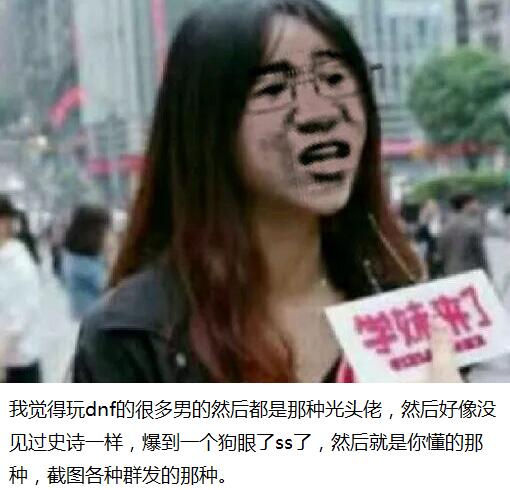 学妹来了
我觉得玩dnf的很多男的然后都是那种光头佬，然后好像没
见过史诗一样，爆到一个狗眼了ss了，然后就是你懂的那
种，截图各种群发的那种。